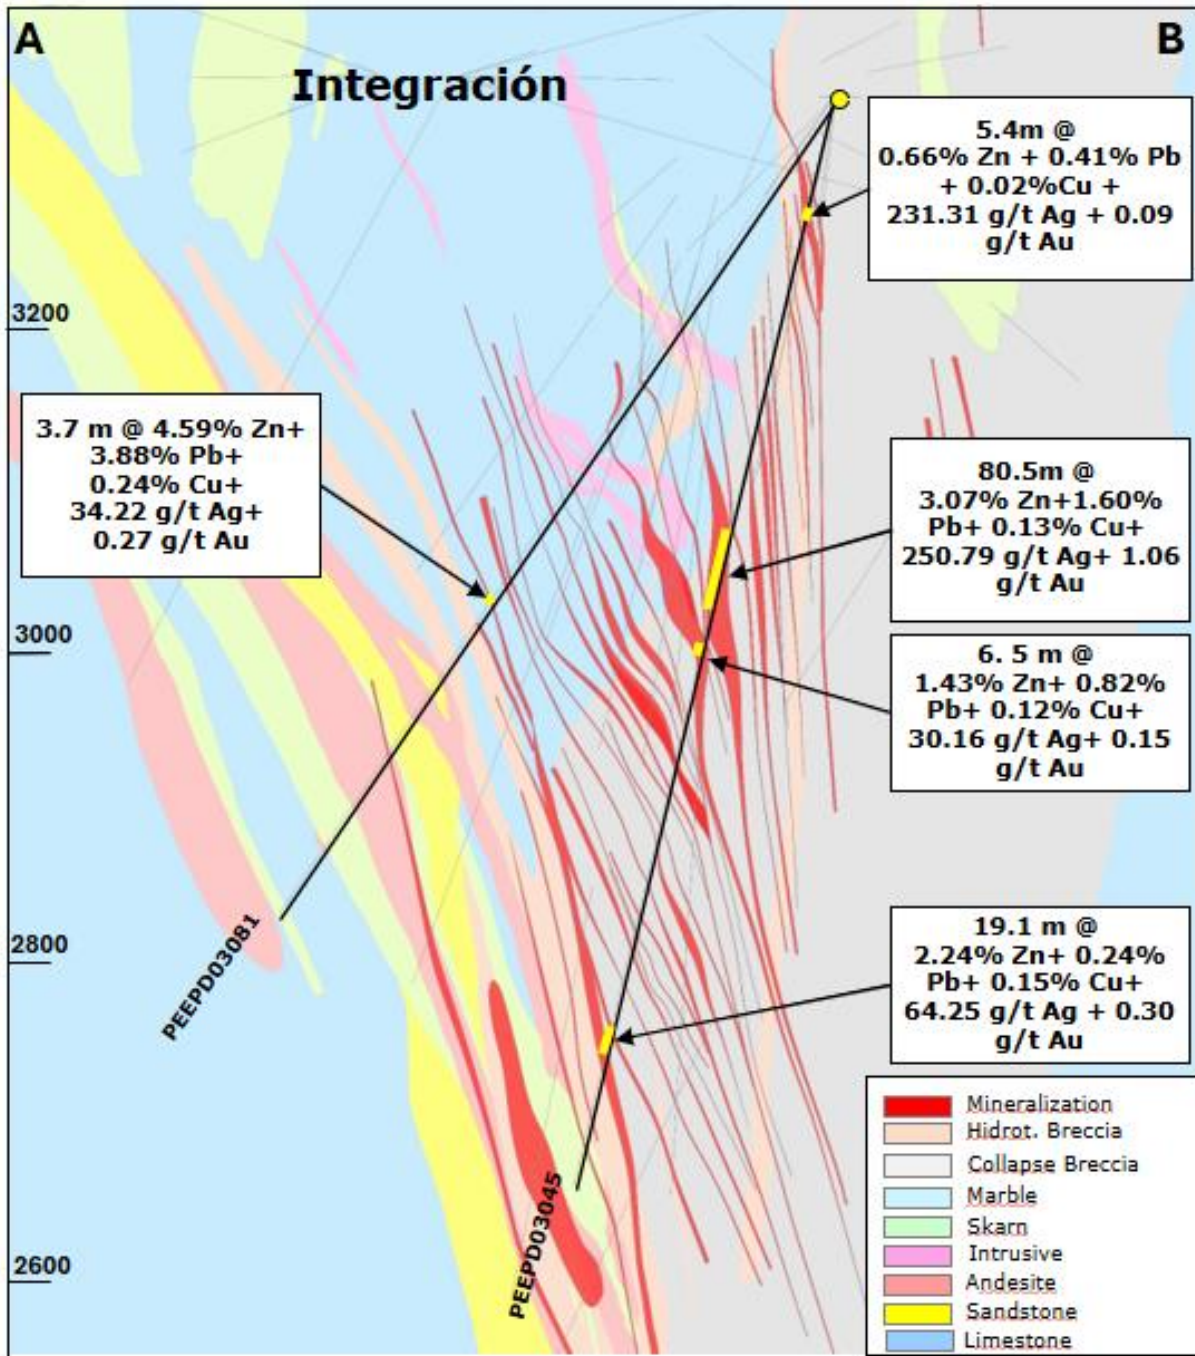 A
B
Integración
5.4m @
0.66% Zn + 0.41% Pb
+ 0.02%Cu +
231.31 g/t Ag + 0.09
g/t Au
3200
3.7 m @ 4.59% Zn+
3.88% Pb+
0.24% Cu+
34.22 g/t Ag+
0.27 g/t Au
80.5m @
3.07% Zn+1.60%
Pb+ 0.13% Cu+
250.79 g/t Ag+ 1.06
g/t Au
3000
6. 5 m @
1.43% Zn+ 0.82%
Pb+ 0.12% Cu+
30.16 g/t Ag+ 0.15
g/t Au
2800
PEEPD03081
19.1 m @
2.24% Zn+ 0.24%
Pb+ 0.15% Cu+
64.25 g/t Ag + 0.30
g/t Au
PEEPD03045
2600
Mineralization
Hidrot. Breccia
Collapse Breccia
Marble
Skarn
Intrusive
Andesite
Sandstone
Limestone